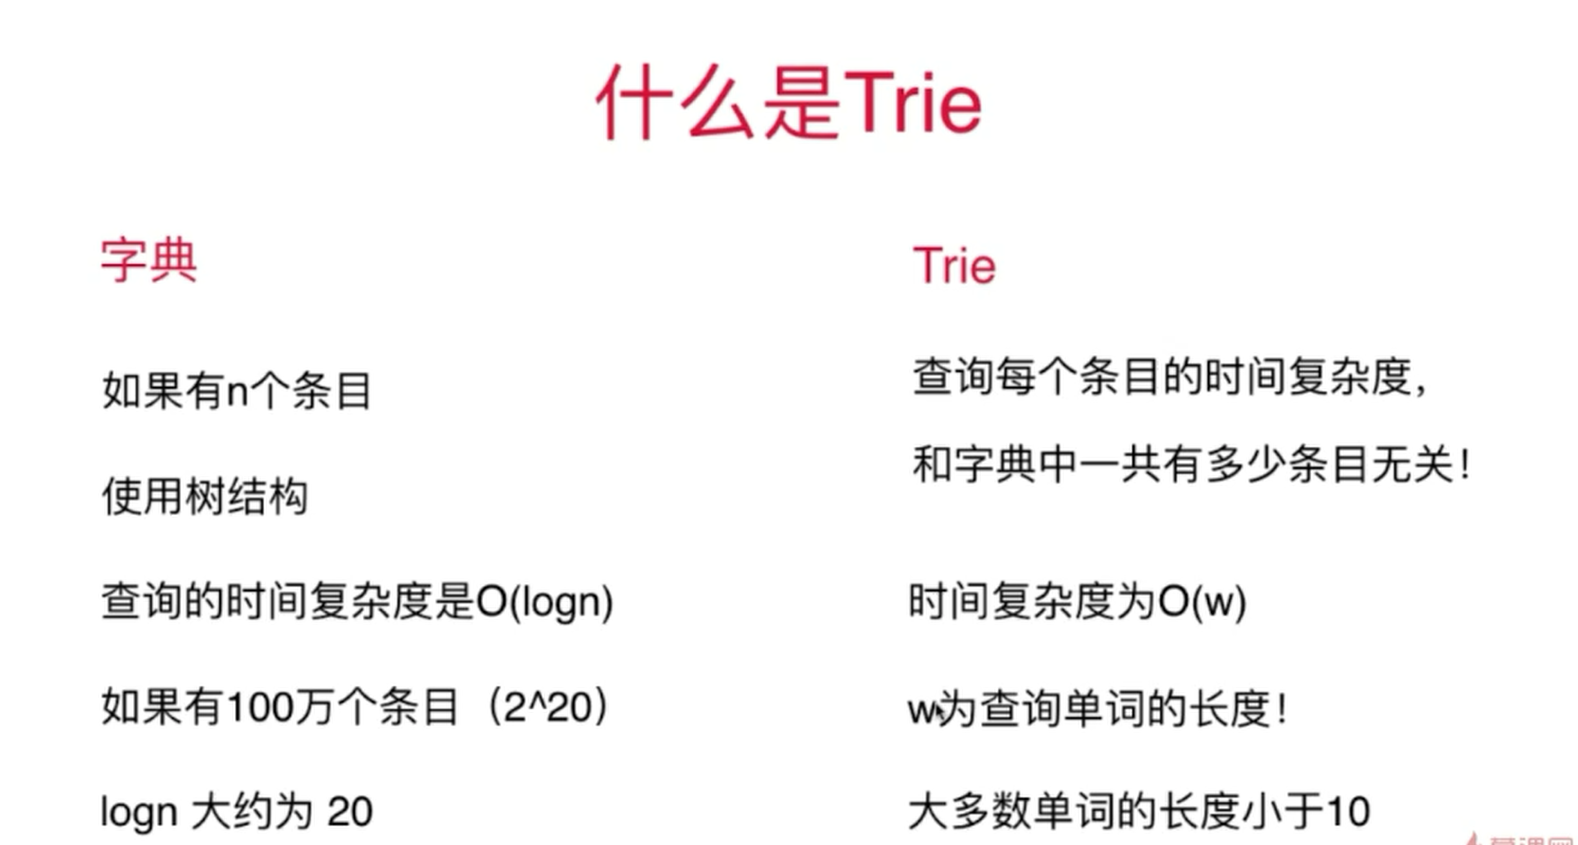 什么是Trie
字典
如果有n个条目
使用树结构
查询的时间复杂度是O(logn)
如果有100万个条目（2^20）
logn 大约为 20
Trie
查询每个条目的时间复杂度，
和字典中一共有多少条目无关！
时间复杂度为O(w)
w为查询单词的长度！
大多数单词的长度小于10